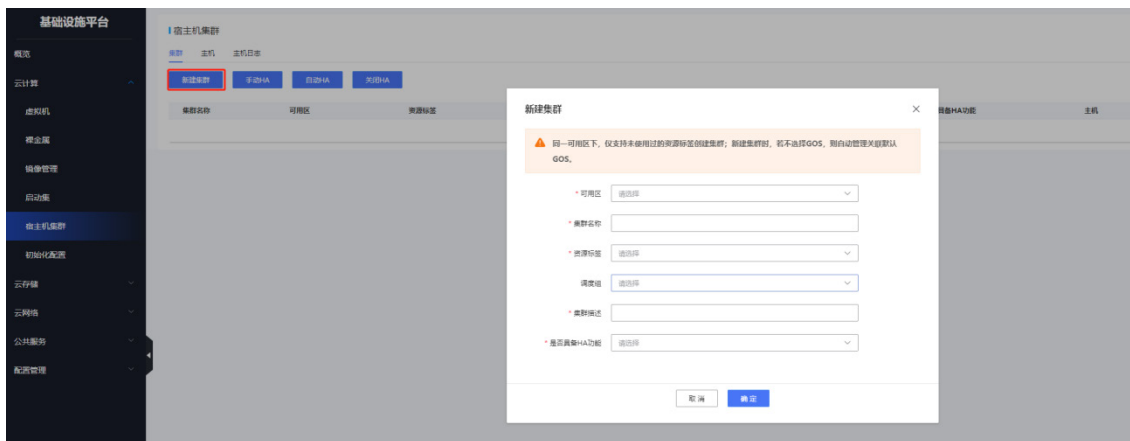 基础设施平台
概览
云计算
虚拟机
裸金属
镜像管理
启动集
宿主机集群
初始化配置
云存储
云网络
公共服务
配置管理
宿主机集群
集群 主机 主机日志
新建集群 手动HA 自动HA 关闭HA
集群名称 可用区 资源标签 具备HA功能 主机
新建集群
同一可用区下，仅支持未使用过的资源标签创建集群；新建集群时，若不选择GOS，则自动管理关联默认
GOS。
* 可用区 请选择
* 集群名称
* 资源标签 请选择
调度组 请选择
* 集群描述
* 是否具备HA功能 请选择
取 消 确 定